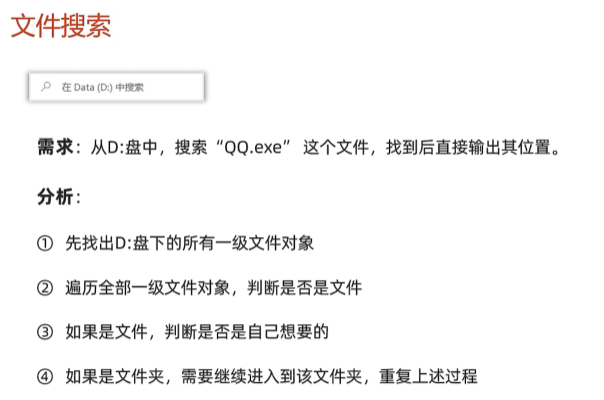 文件搜索
在 Data (D:) 中搜索
需求：从D:盘中，搜索“QQ.exe” 这个文件，找到后直接输出其位置。
分析：
① 先找出D:盘下的所有一级文件对象
② 遍历全部一级文件对象，判断是否是文件
③ 如果是文件，判断是否是自己想要的
④ 如果是文件夹，需要继续进入到该文件夹，重复上述过程